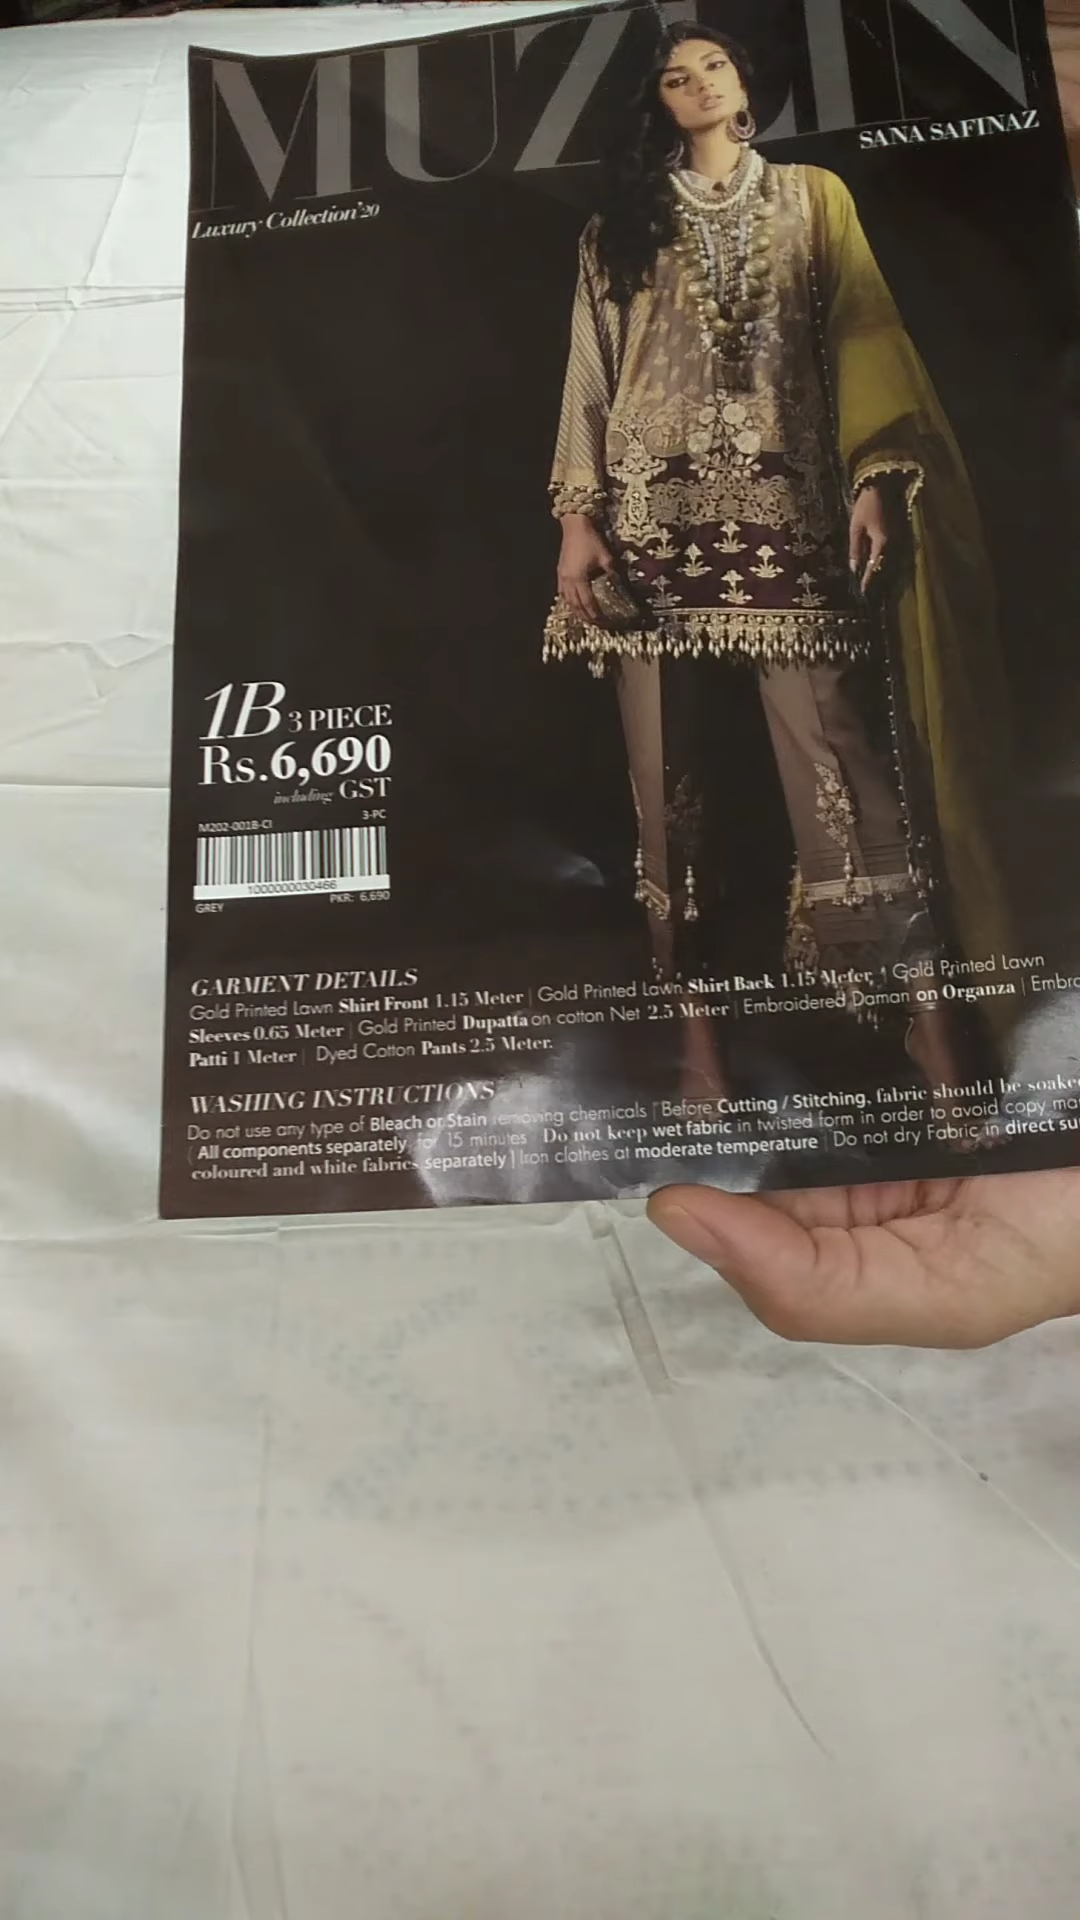 MUZLIN
SANA SAFINAZ
Luxury Collection'20
1B 3 PIECE
Rs.6,690
including GST
M202-001B-CI 3-PC
1000000030466
GREY PKR: 6,690
GARMENT DETAILS
Gold Printed Lawn Shirt Front 1.15 Meter | Gold Printed Lawn Shirt Back 1.15 Meter | Gold Printed Lawn
Sleeves 0.65 Meter | Gold Printed Dupatta on cotton Net 2.5 Meter | Embroidered Daman on Organza | Embro
Patti 1 Meter | Dyed Cotton Pants 2.5 Meter.
WASHING INSTRUCTIONS
Do not use any type of Bleach or Stain removing chemicals | Before Cutting / Stitching, fabric should be soake
| All components separately for 15 minutes | Do not keep wet fabric in twisted form in order to avoid copy ma
coloured and white fabrics separately | Iron clothes at moderate temperature | Do not dry Fabric in direct su